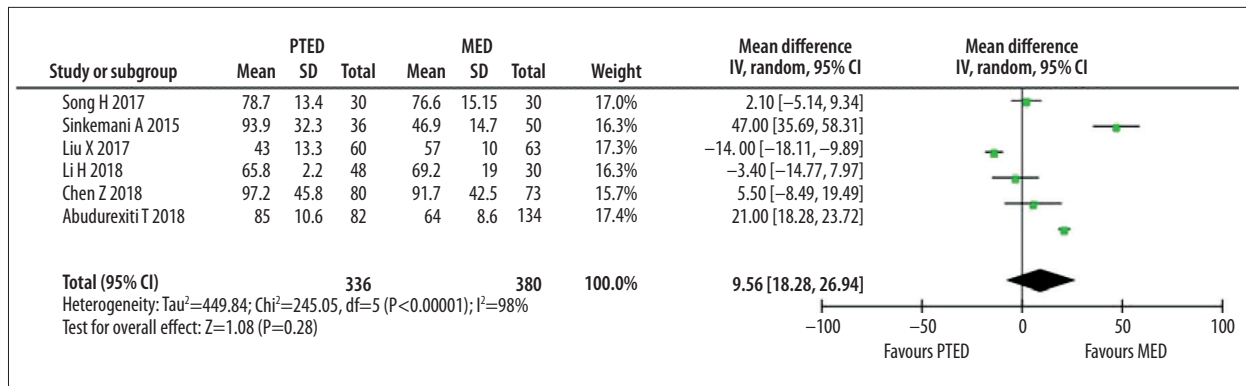 PTED MED Mean difference Mean difference
Study or subgroup Mean SD Total Mean SD Total Weight IV, random, 95% CI IV, random, 95% CI
Song H 2017 78.7 13.4 30 76.6 15.15 30 17.0% 2.10 [−5.14, 9.34]
Sinkemani A 2015 93.9 32.3 36 46.9 14.7 50 16.3% 47.00 [35.69, 58.31]
Liu X 2017 43 13.3 60 57 10 63 17.3% −14. 00 [−18.11, −9.89]
Li H 2018 65.8 2.2 48 69.2 19 30 16.3% −3.40 [−14.77, 7.97]
Chen Z 2018 97.2 45.8 80 91.7 42.5 73 15.7% 5.50 [−8.49, 19.49]
Abudurexiti T 2018 85 10.6 82 64 8.6 134 17.4% 21.00 [18.28, 23.72]
Total (95% CI) 336 380 100.0% 9.56 [18.28, 26.94]
Heterogeneity: Tau²=449.84; Chi²=245.05, df=5 (P<0.00001); I²=98%
Test for overall effect: Z=1.08 (P=0.28)
−100 −50 0 50 100
Favours PTED Favours MED